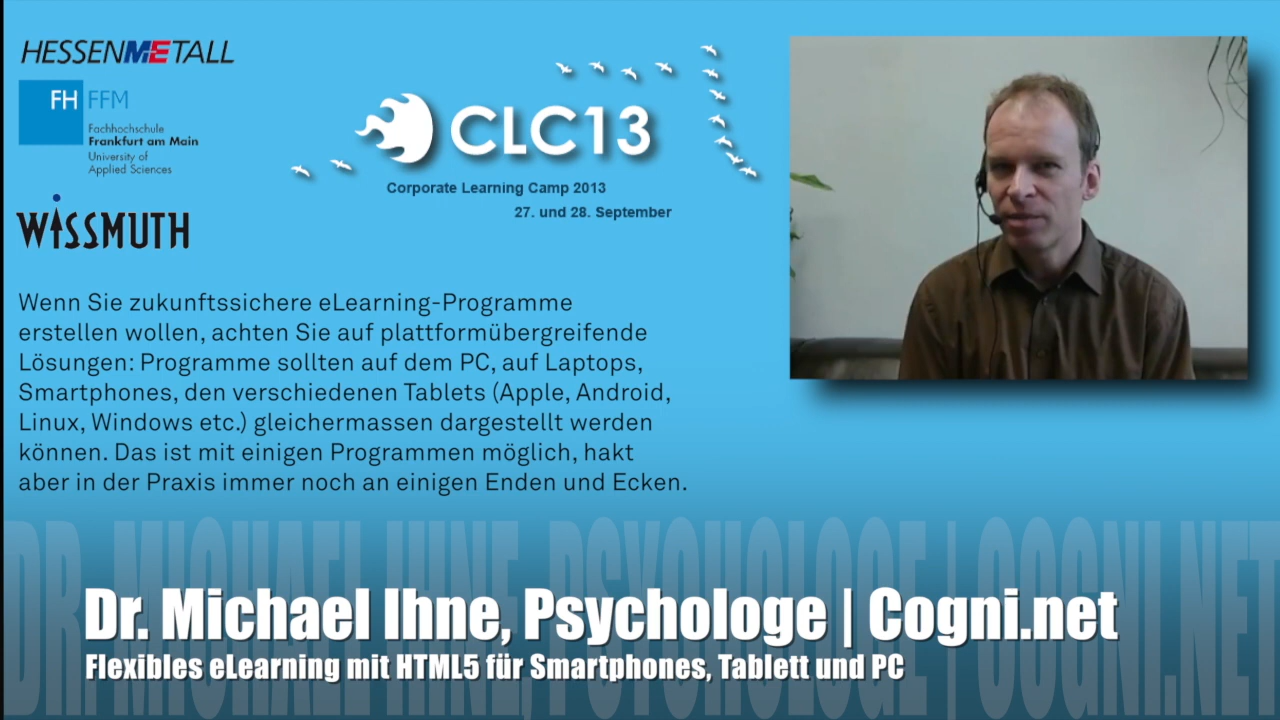 HESSENMETALL
FH FFM
Fachhochschule
Frankfurt am Main
University of
Applied Sciences
WISSMUTH
CLC13
Corporate Learning Camp 2013
27. und 28. September
Wenn Sie zukunftssichere eLearning-Programme
erstellen wollen, achten Sie auf plattformübergreifende
Lösungen: Programme sollten auf dem PC, auf Laptops,
Smartphones, den verschiedenen Tablets (Apple, Android,
Linux, Windows etc.) gleichermassen dargestellt werden
können. Das ist mit einigen Programmen möglich, hakt
aber in der Praxis immer noch an einigen Enden und Ecken.
DR. MICHAEL IHNE, PSYCHOLOGE | COGNI.NET
Dr. Michael Ihne, Psychologe | Cogni.net
Flexibles eLearning mit HTML5 für Smartphones, Tablett und PC